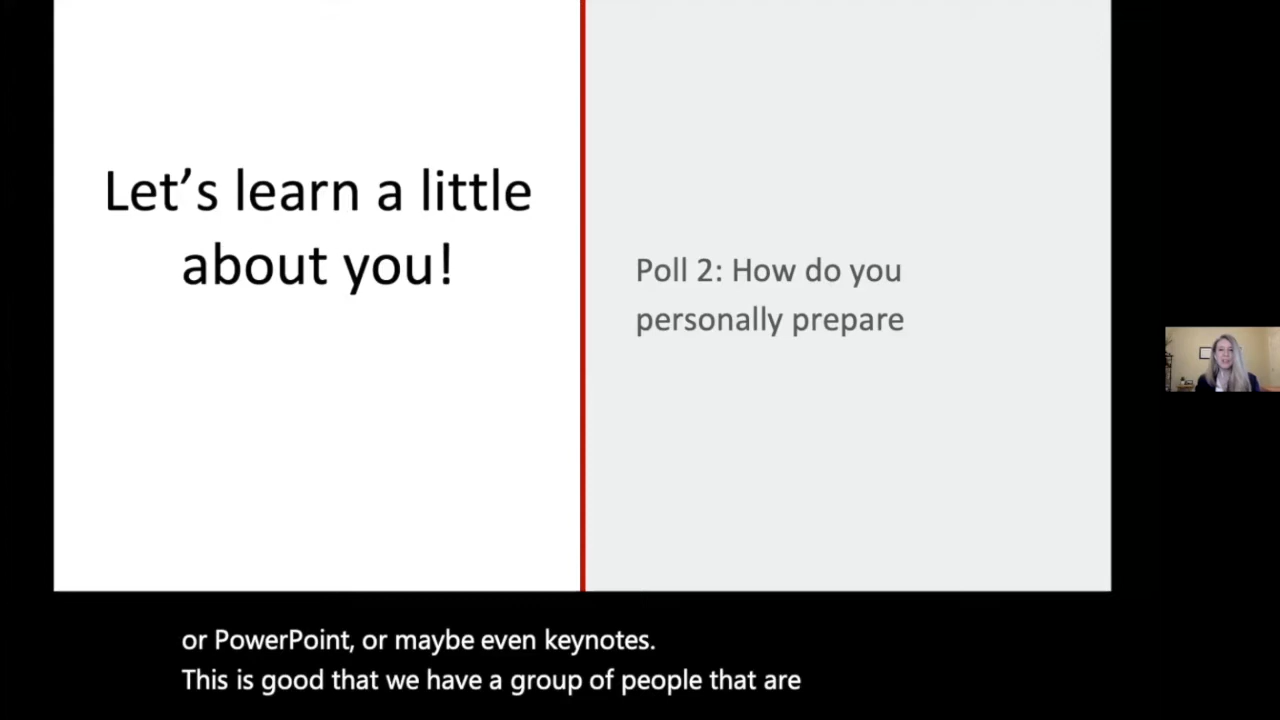 Let’s learn a little
about you!
Poll 2: How do you
personally prepare
or PowerPoint, or maybe even keynotes.
This is good that we have a group of people that are